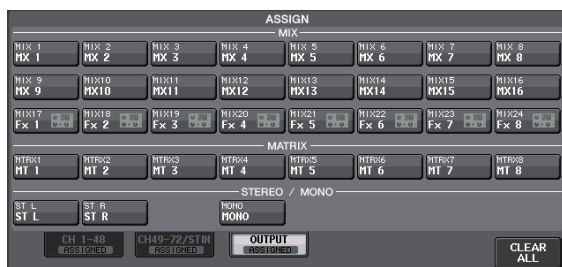 ASSIGN
MIX
MIX 1 MIX 2 MIX 3 MIX 4 MIX 5 MIX 6 MIX 7 MIX 8
MX 1 MX 2 MX 3 MX 4 MX 5 MX 6 MX 7 MX 8
MIX 9 MIX10 MIX11 MIX12 MIX13 MIX14 MIX15 MIX16
MX 9 MX10 MX11 MX12 MX13 MX14 MX15 MX16
MIX17 MIX18 MIX19 MIX20 MIX21 MIX22 MIX23 MIX24
Fx 1 Fx 2 Fx 3 Fx 4 Fx 5 Fx 6 Fx 7 Fx 8
MATRIX
MTRX1 MTRX2 MTRX3 MTRX4 MTRX5 MTRX6 MTRX7 MTRX8
MT 1 MT 2 MT 3 MT 4 MT 5 MT 6 MT 7 MT 8
STEREO / MONO
ST L ST R MONO
ST L ST R MONO
CH 1-48 CH49-72/STIN OUTPUT
ASSIGNED ASSIGNED ASSIGNED
CLEAR
ALL